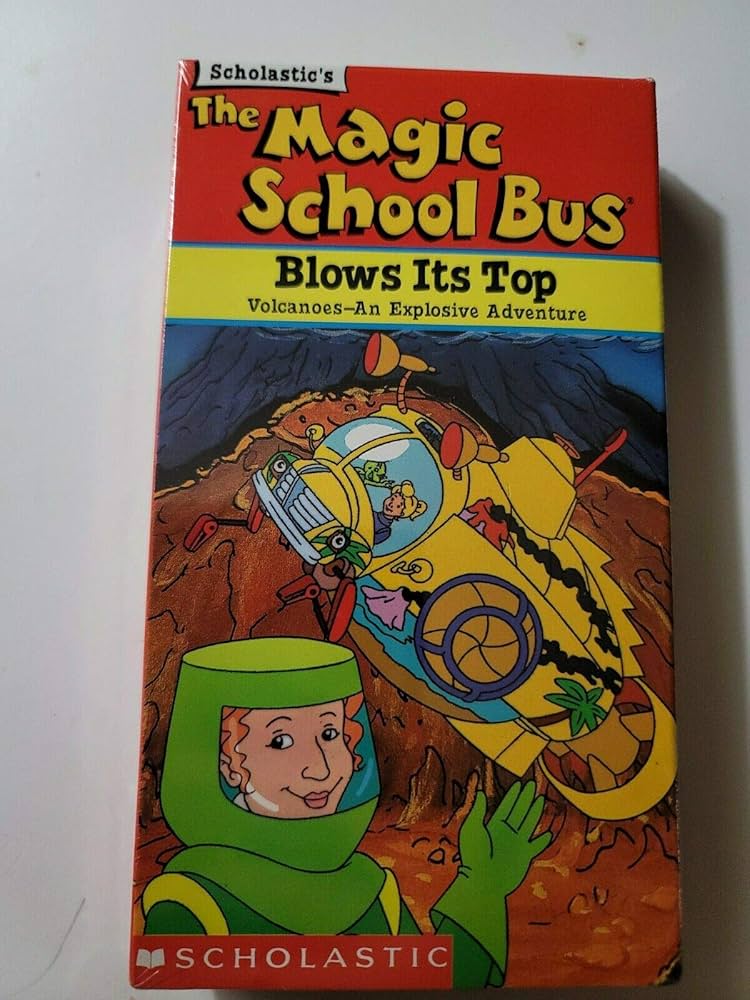 Scholastic's
The Magic
School Bus®
Blows Its Top
Volcanoes—An Explosive Adventure
SCHOLASTIC